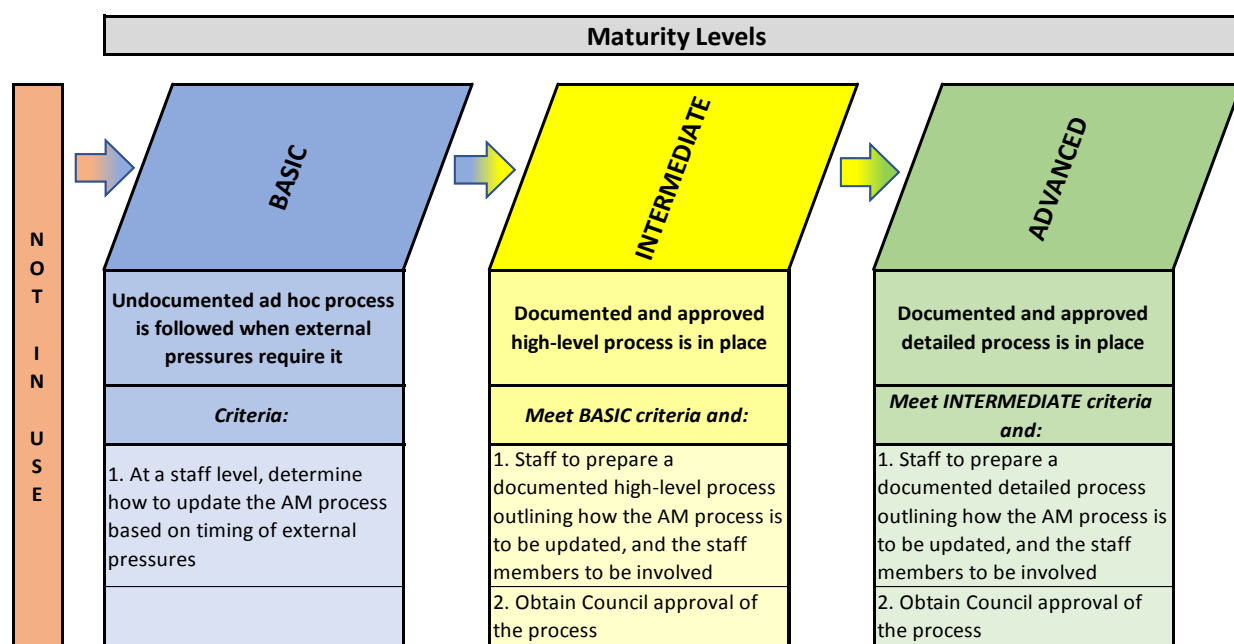 Maturity Levels
NOT IN USE
BASIC
Undocumented ad hoc process
is followed when external
pressures require it
Criteria:
1. At a staff level, determine
how to update the AM process
based on timing of external
pressures
INTERMEDIATE
Documented and approved
high-level process is in place
Meet BASIC criteria and:
1. Staff to prepare a
documented high-level process
outlining how the AM process is
to be updated, and the staff
members to be involved
2. Obtain Council approval of
the process
ADVANCED
Documented and approved
detailed process is in place
Meet INTERMEDIATE criteria
and:
1. Staff to prepare a
documented detailed process
outlining how the AM process is
to be updated, and the staff
members to be involved
2. Obtain Council approval of
the process